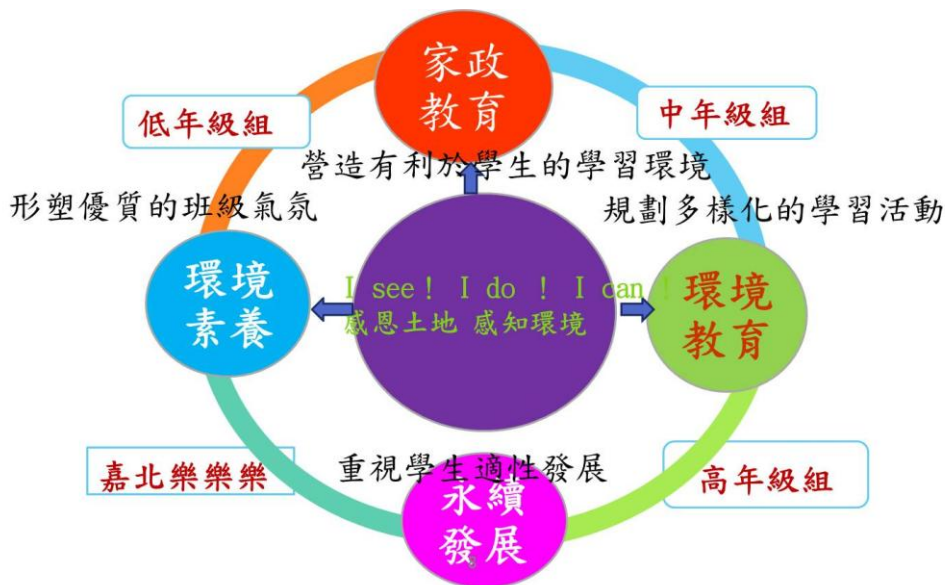 家政
教育
低年級組
中年級組
營造有利於學生的學習環境
形塑優質的班級氣氛
規劃多樣化的學習活動
環境
素養
I see! I do ! I can !
感恩土地 感知環境
環境
教育
嘉北樂樂樂
重視學生適性發展
高年級組
永續
發展